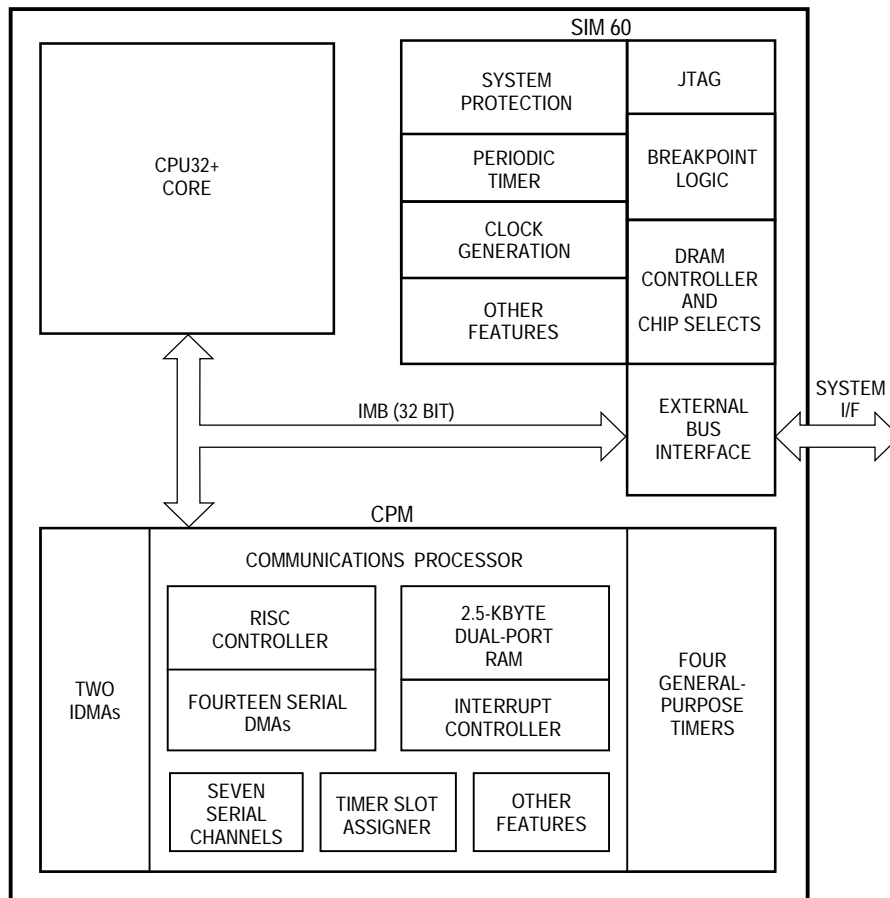 SIM 60
CPU32+
CORE
SYSTEM
PROTECTION
PERIODIC
TIMER
CLOCK
GENERATION
OTHER
FEATURES
JTAG
BREAKPOINT
LOGIC
DRAM
CONTROLLER
AND
CHIP SELECTS
EXTERNAL
BUS
INTERFACE
SYSTEM
I/F
IMB (32 BIT)
CPM
TWO
IDMAs
COMMUNICATIONS PROCESSOR
RISC
CONTROLLER
FOURTEEN SERIAL
DMAs
2.5-KBYTE
DUAL-PORT
RAM
INTERRUPT
CONTROLLER
SEVEN
SERIAL
CHANNELS
TIMER SLOT
ASSIGNER
OTHER
FEATURES
FOUR
GENERAL-
PURPOSE
TIMERS